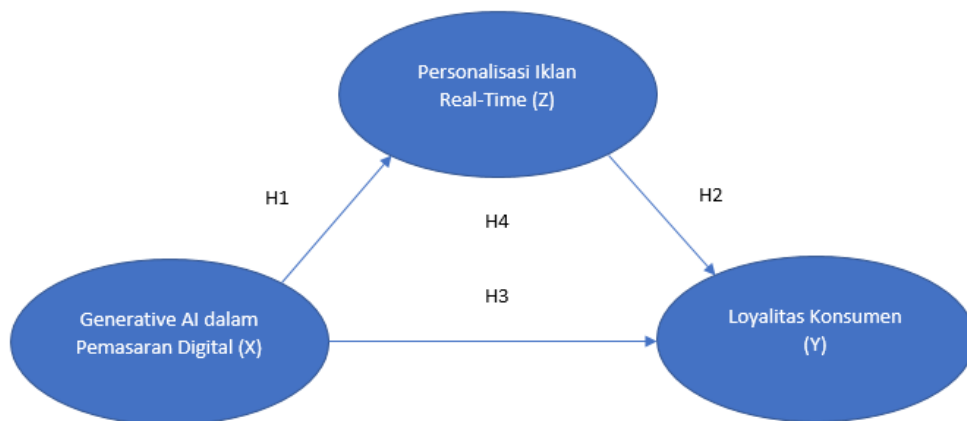 Personalisasi Iklan
Real-Time (Z)
H1
H2
H4
H3
Generative AI dalam
Pemasaran Digital (X)
Loyalitas Konsumen
(Y)